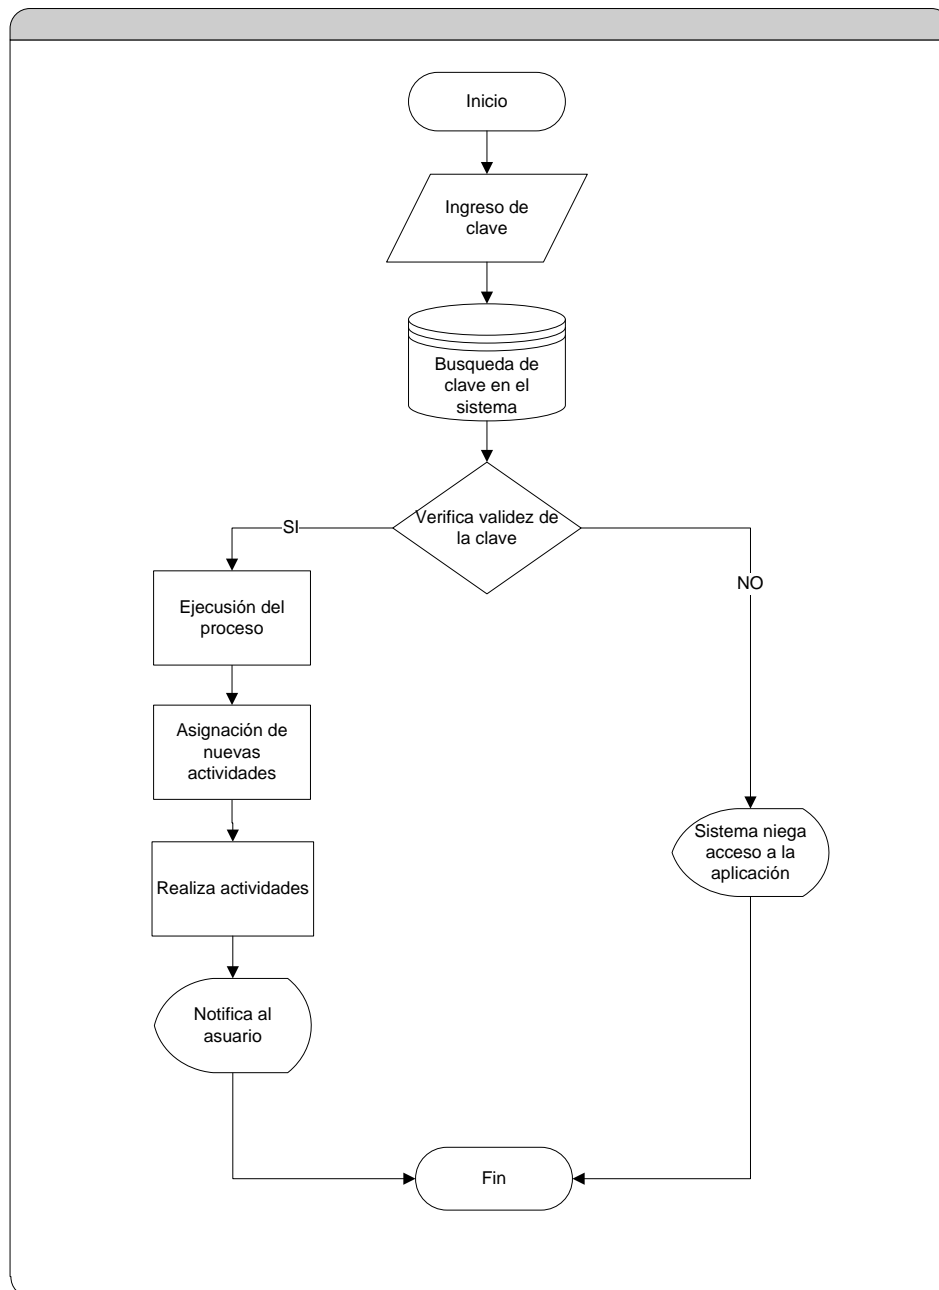 Inicio
Ingreso de
clave
Busqueda de
clave en el
sistema
Verifica validez de
la clave
SI
NO
Ejecusión del
proceso
Asignación de
nuevas
actividades
Realiza actividades
Sistema niega
acceso a la
aplicación
Notifica al
asuario
Fin